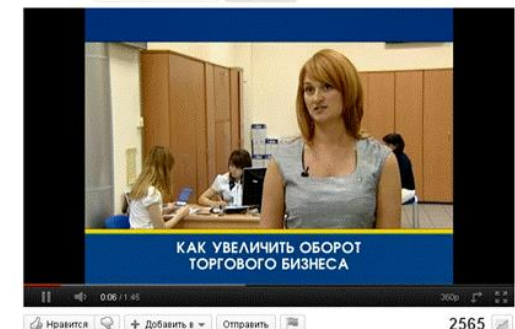 КАК УВЕЛИЧИТЬ ОБОРОТ
ТОРГОВОГО БИЗНЕСА
0:06 / 1:45
360p
Нравится
+ Добавить в
Отправить
2565